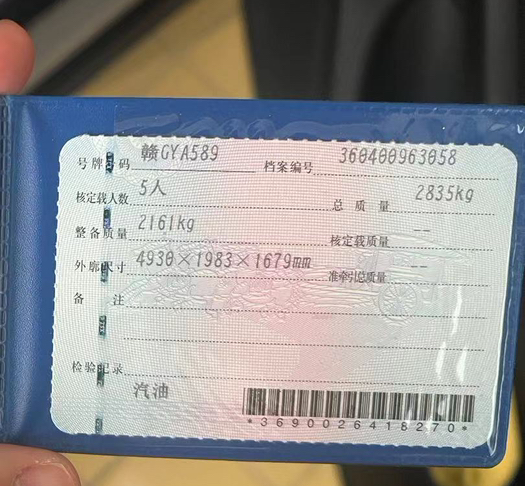 号牌号码 赣GYA589 档案编号 360400963058
核定载人数 5人 总质量 2835kg
整备质量 2161kg 核定载质量 --
外廓尺寸 4930×1983×1679mm 准牵引总质量 --
备注
检验记录
汽油
*3690026418270*